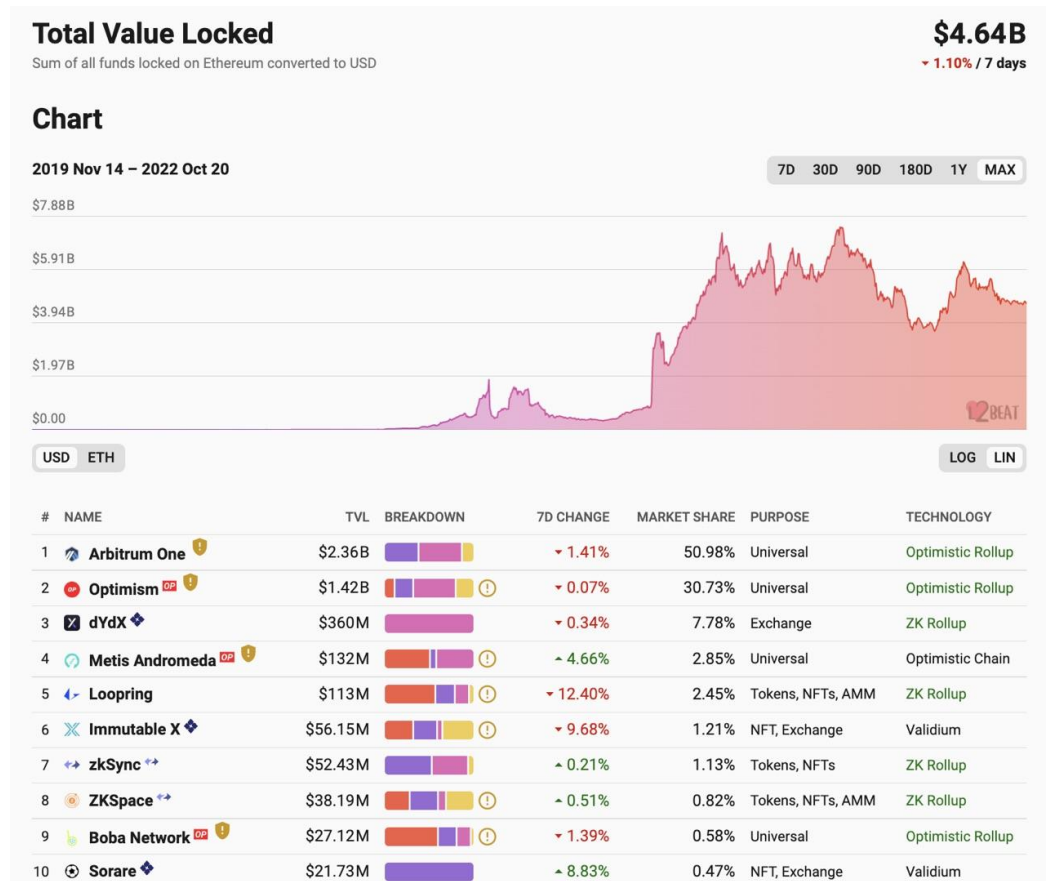 Total Value Locked
$4.64B
Sum of all funds locked on Ethereum converted to USD
1.10% / 7 days
Chart
2019 Nov 14 – 2022 Oct 20
7D 30D 90D 180D 1Y MAX
$7.88B
$5.91B
$3.94B
$1.97B
$0.00
L2BEAT
USD ETH
LOG LIN
# NAME TVL BREAKDOWN 7D CHANGE MARKET SHARE PURPOSE TECHNOLOGY
1 Arbitrum One $2.36B 1.41% 50.98% Universal Optimistic Rollup
2 OP Optimism OP $1.42B 0.07% 30.73% Universal Optimistic Rollup
3 dYdX $360M 0.34% 7.78% Exchange ZK Rollup
4 Metis Andromeda OP $132M 4.66% 2.85% Universal Optimistic Chain
5 Loopring $113M 12.40% 2.45% Tokens, NFTs, AMM ZK Rollup
6 Immutable X $56.15M 9.68% 1.21% NFT, Exchange Validium
7 zkSync $52.43M 0.21% 1.13% Tokens, NFTs ZK Rollup
8 ZKSpace $38.19M 0.51% 0.82% Tokens, NFTs, AMM ZK Rollup
9 Boba Network OP $27.12M 1.39% 0.58% Universal Optimistic Rollup
10 Sorare $21.73M 8.83% 0.47% NFT, Exchange Validium